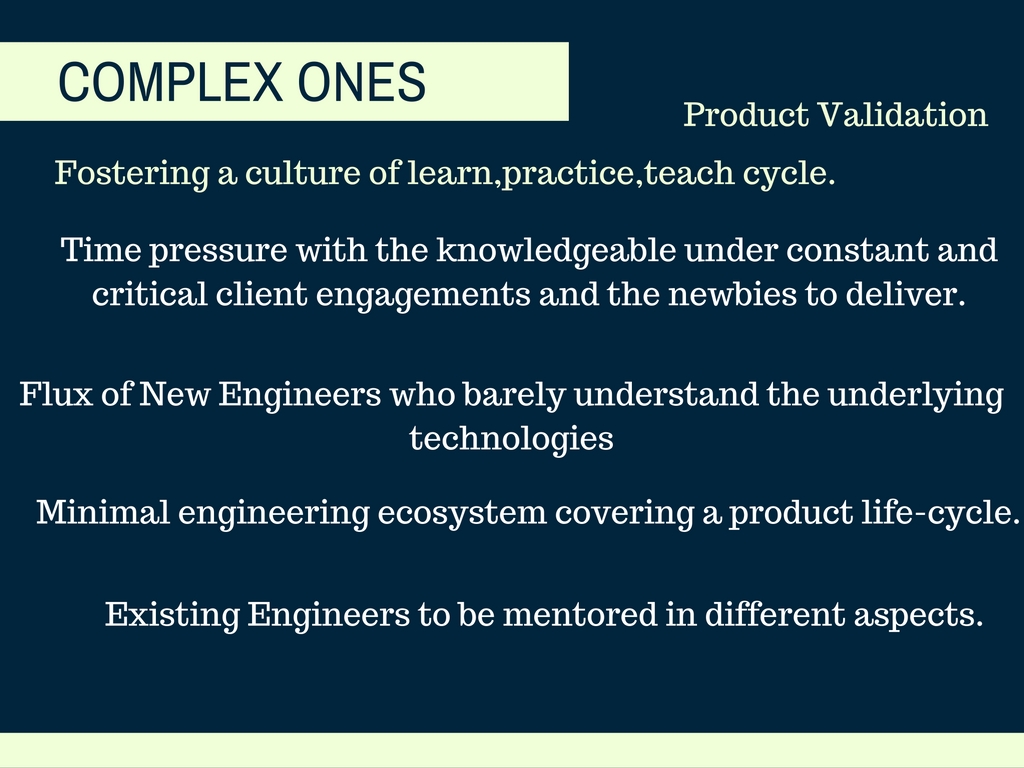 COMPLEX ONES
Product Validation
Fostering a culture of learn,practice,teach cycle.
Time pressure with the knowledgeable under constant and
critical client engagements and the newbies to deliver.
Flux of New Engineers who barely understand the underlying
technologies
Minimal engineering ecosystem covering a product life-cycle.
Existing Engineers to be mentored in different aspects.